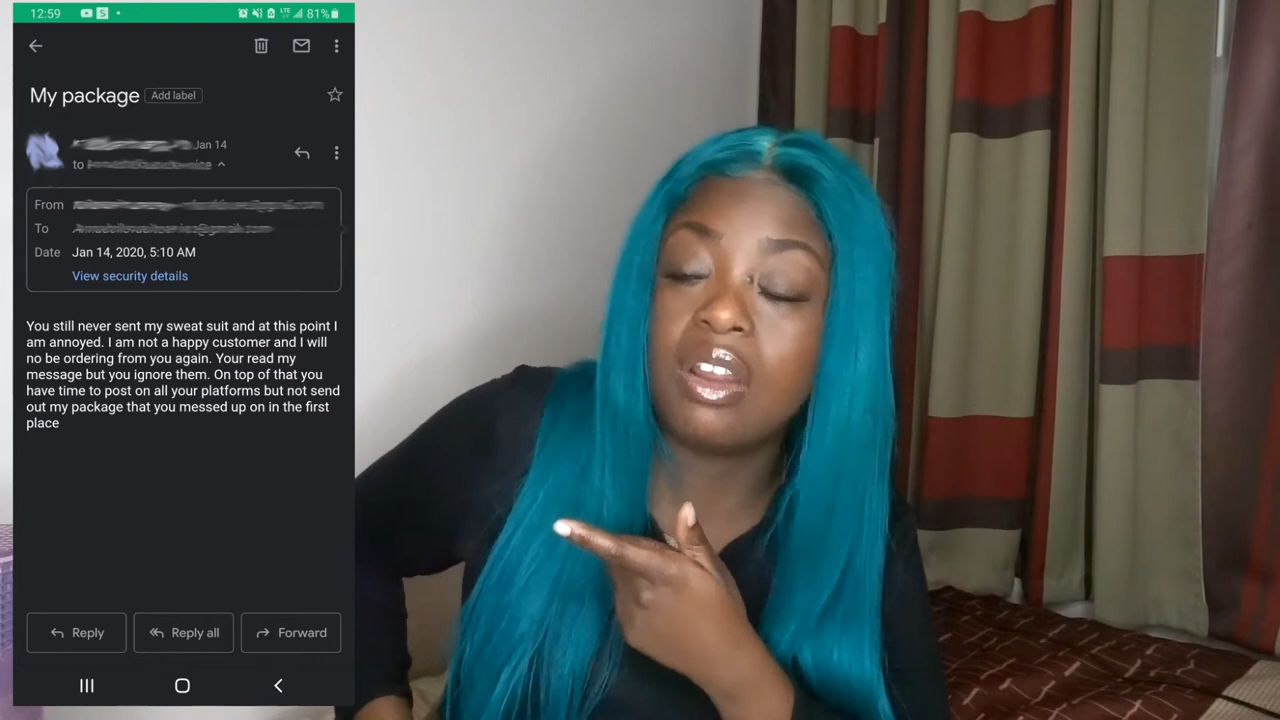 12:59
LTE
81%
My package
Add label
Jan 14
to
From
To
Date Jan 14, 2020, 5:10 AM
View security details
You still never sent my sweat suit and at this point I
am annoyed. I am not a happy customer and I will
no be ordering from you again. Your read my
message but you ignore them. On top of that you
have time to post on all your platforms but not send
out my package that you messed up on in the first
place
Reply
Reply all
Forward